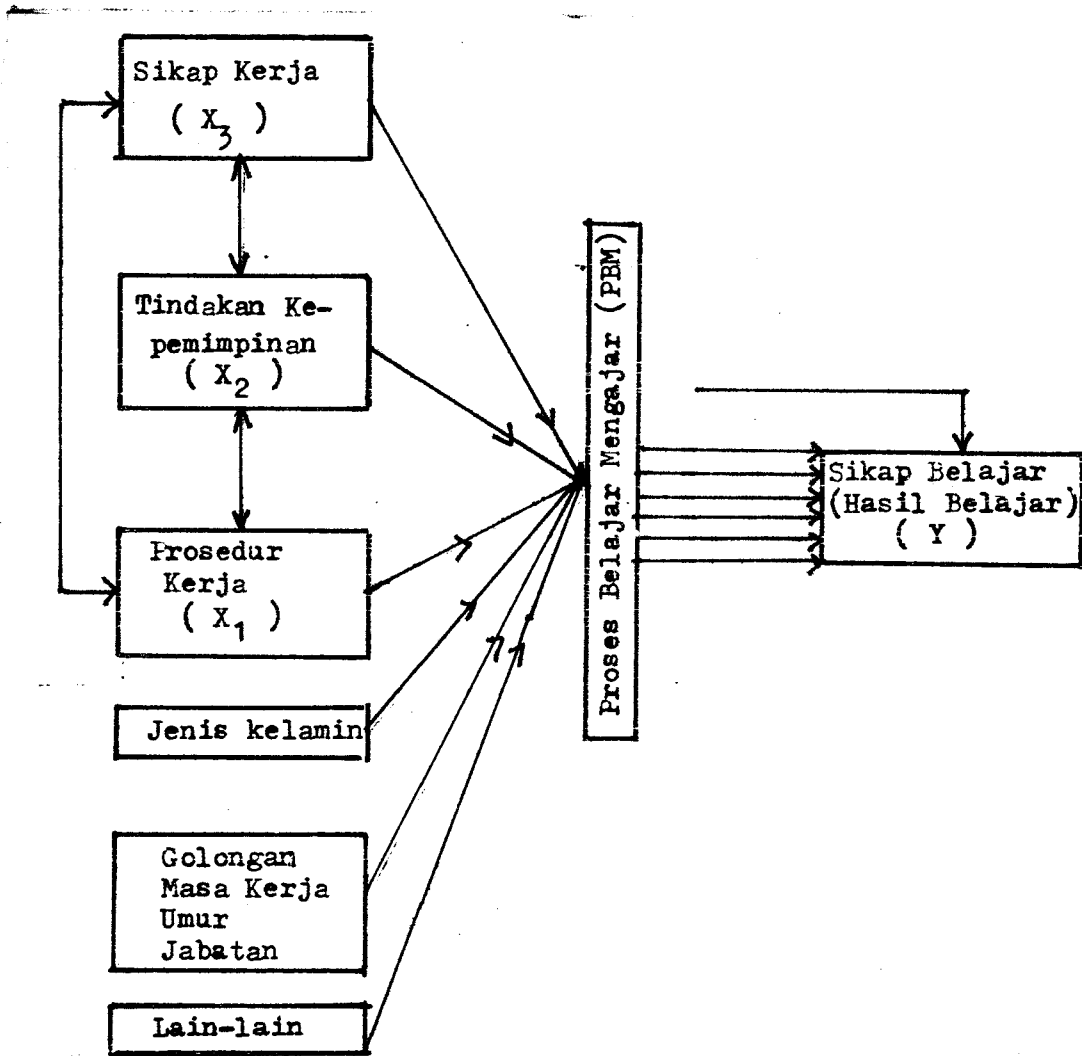 Sikap Kerja
( X3 )
Tindakan Ke-
pemimpinan
( X2 )
Prosedur
Kerja
( X1 )
Jenis kelamin
Golongan
Masa Kerja
Umur
Jabatan
Lain-lain
Proses Belajar Mengajar (PBM)
Sikap Belajar
(Hasil Belajar)
( Y )